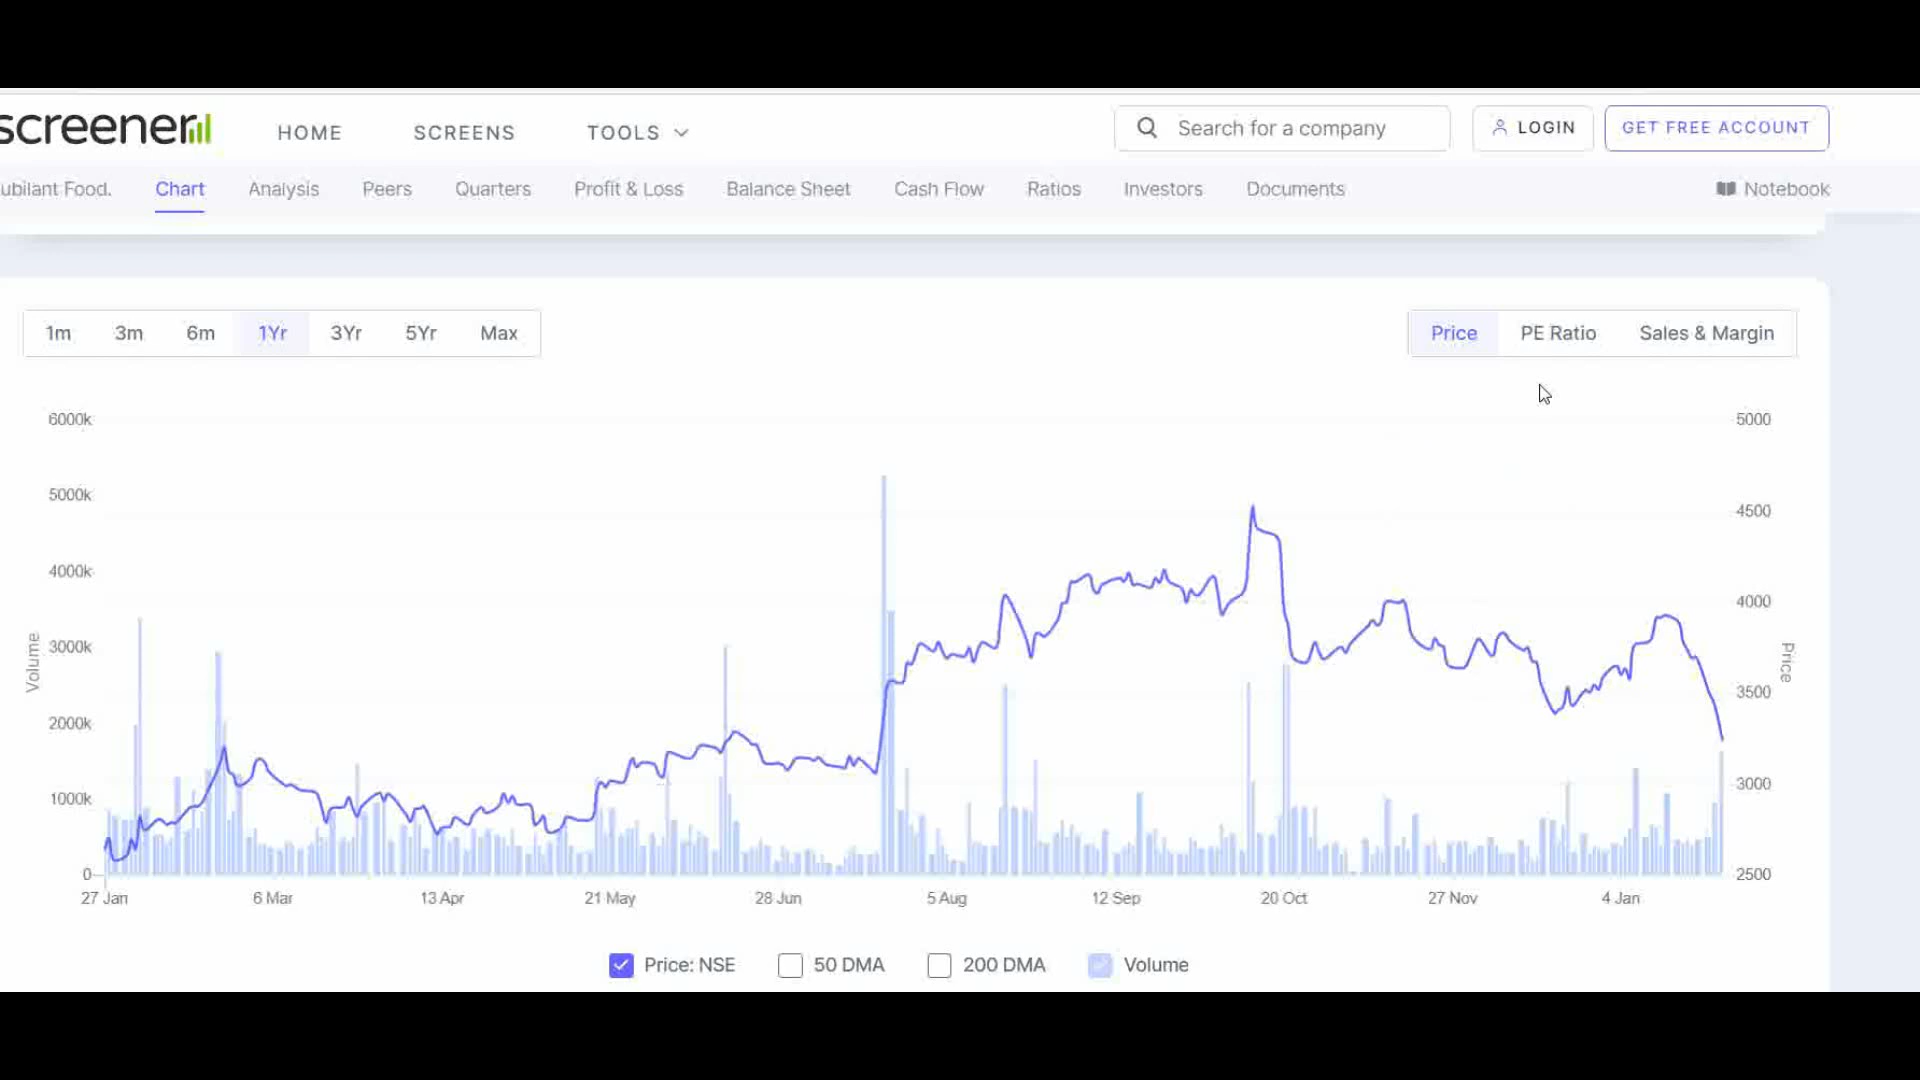 screener
HOME SCREENS TOOLS
Search for a company
LOGIN
GET FREE ACCOUNT
ubilant Food. Chart Analysis Peers Quarters Profit & Loss Balance Sheet Cash Flow Ratios Investors Documents Notebook
1m 3m 6m 1Yr 3Yr 5Yr Max
Price PE Ratio Sales & Margin
6000k
5000k
4000k
3000k
2000k
1000k
0
Volume
5000
4500
4000
3500
3000
2500
Price
27 Jan 6 Mar 13 Apr 21 May 28 Jun 5 Aug 12 Sep 20 Oct 27 Nov 4 Jan
Price: NSE 50 DMA 200 DMA Volume